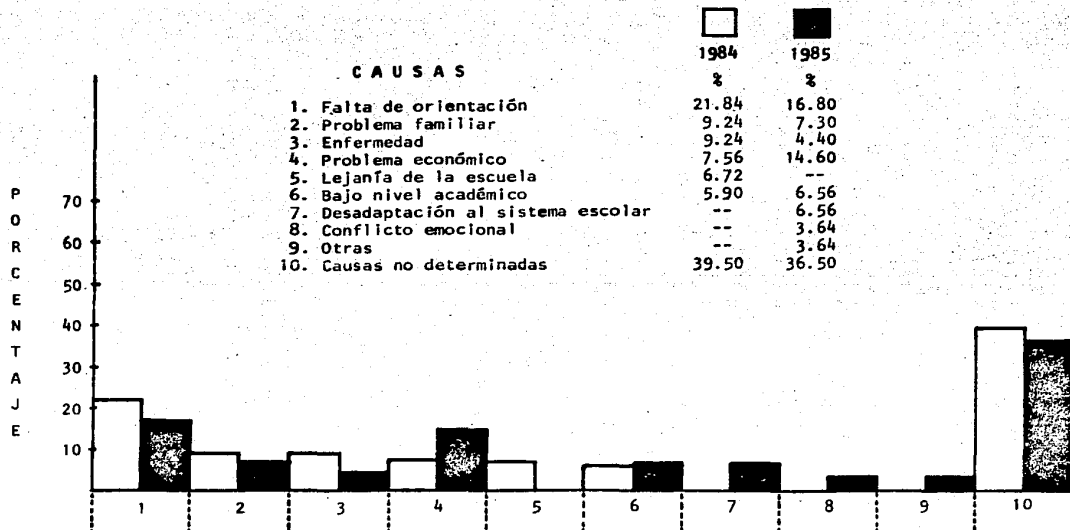 1984 1985
CAUSAS % %
1. Falta de orientación 21.84 16.80
2. Problema familiar 9.24 7.30
3. Enfermedad 9.24 4.40
4. Problema económico 7.56 14.60
5. Lejanía de la escuela 6.72 --
6. Bajo nivel académico 5.90 6.56
7. Desadaptación al sistema escolar -- 6.56
8. Conflicto emocional -- 3.64
9. Otras -- 3.64
10. Causas no determinadas 39.50 36.50
PORCENTAJE
70
60
50
40
30
20
10
1 2 3 4 5 6 7 8 9 10